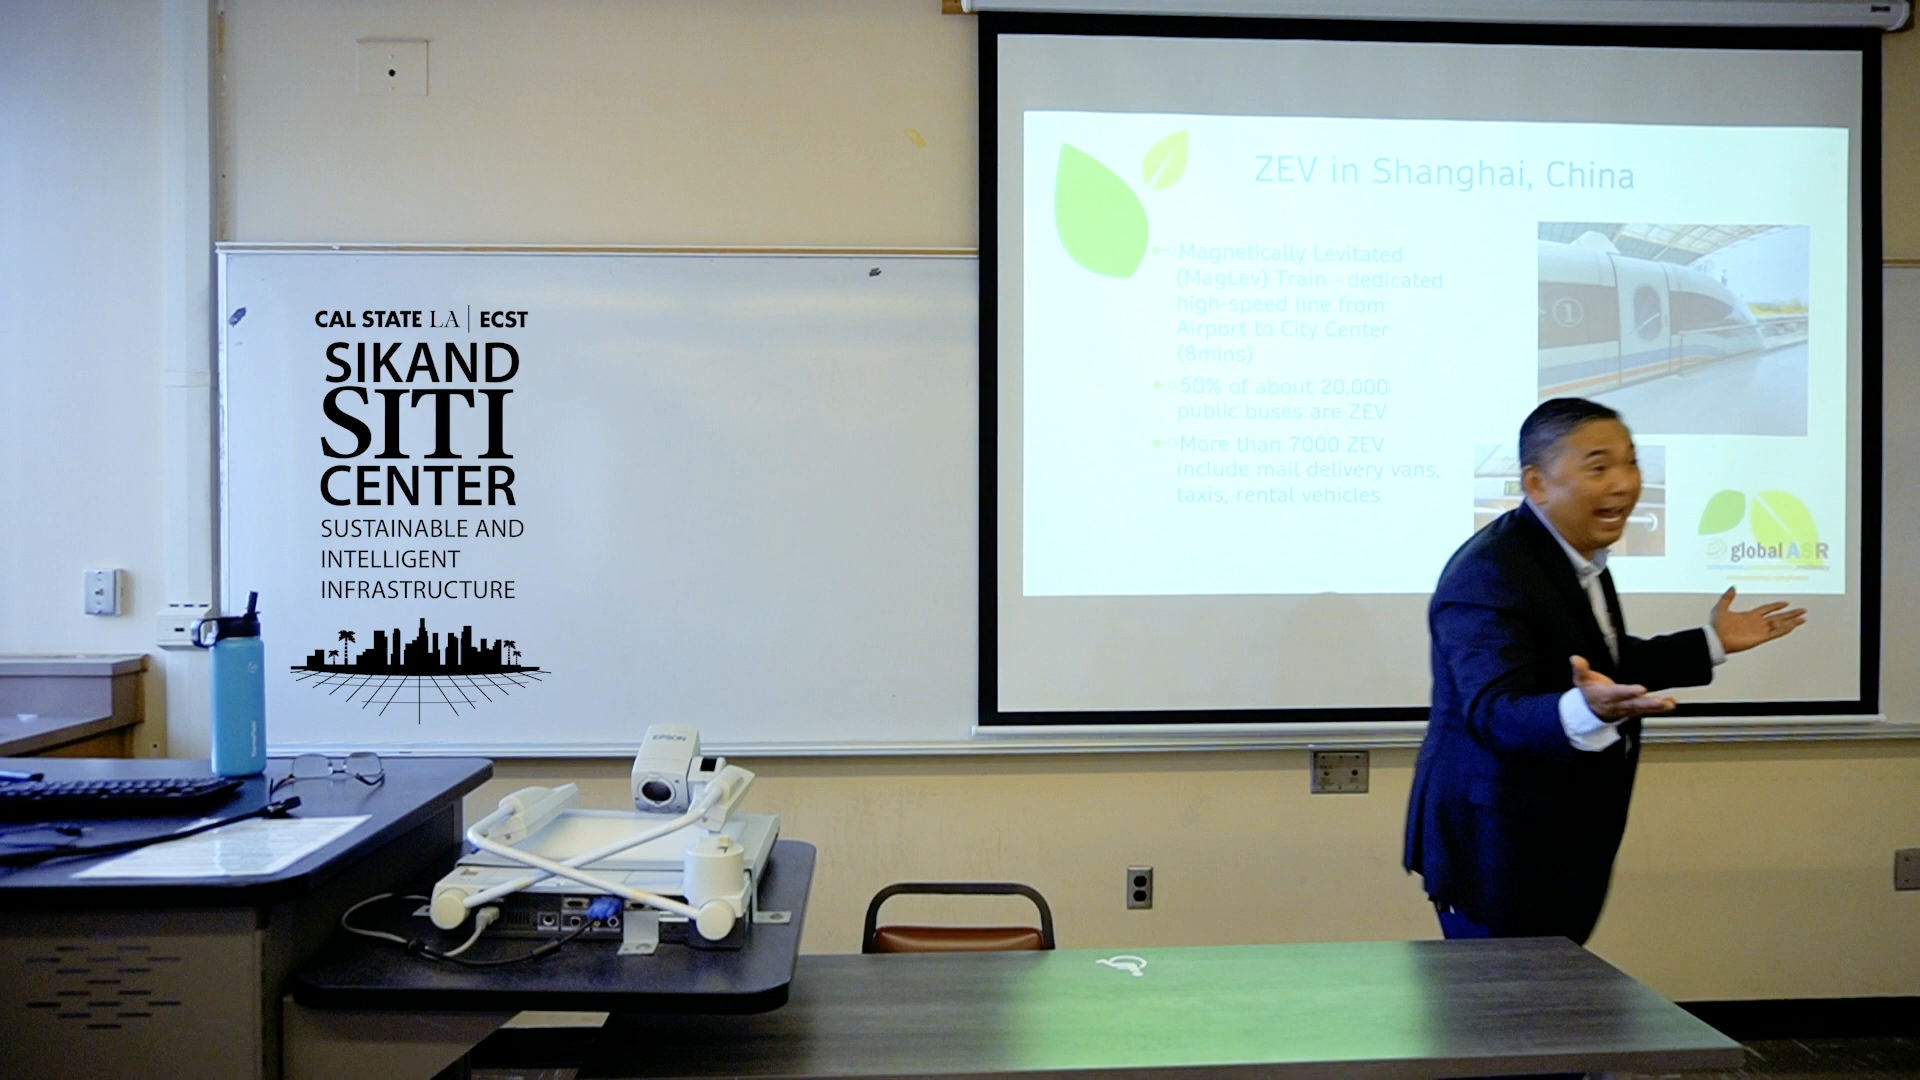 CAL STATE LA | ECST
SIKAND
SITI
CENTER
SUSTAINABLE AND
INTELLIGENT
INFRASTRUCTURE
ZEV in Shanghai, China
Magnetically Levitated
(MagLev) Train - dedicated
high-speed line from
Airport to City Center
(8mins)
50% of about 20,000
public buses are ZEV
More than 7000 ZEV
include mail delivery vans,
taxis, rental vehicles
1
global ASR
EPSON